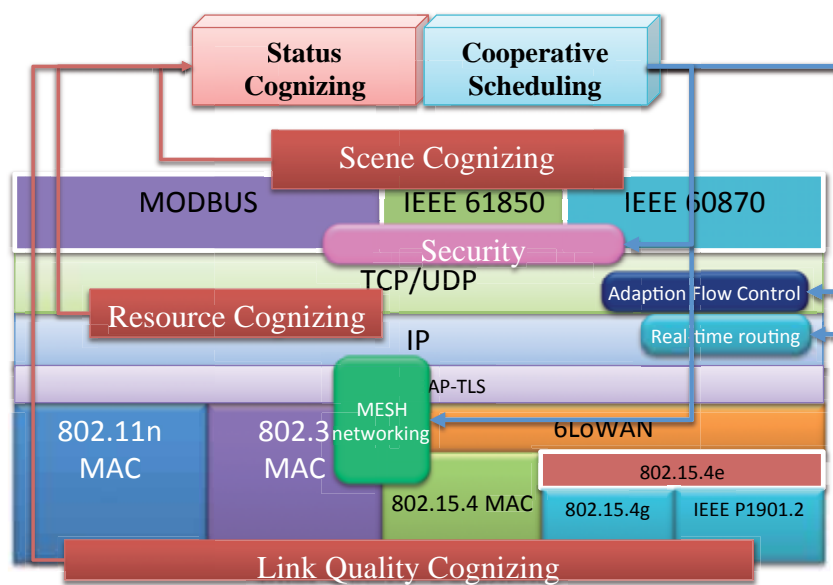 Status
Cognizing
Cooperative
Scheduling
Scene Cognizing
MODBUS
IEEE 61850
IEEE 60870
Security
TCP/UDP
Adaption Flow Control
Resource Cognizing
IP
Real-time routing
AP-TLS
MESH
networking
802.11n
MAC
802.3
MAC
6LoWAN
802.15.4e
802.15.4 MAC
802.15.4g
IEEE P1901.2
Link Quality Cognizing